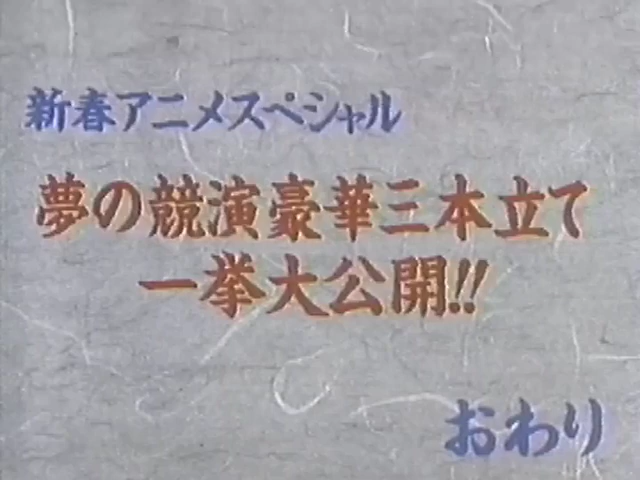 新春アニメスペシャル
夢の競演豪華三本立て
一挙大公開!!
おわり